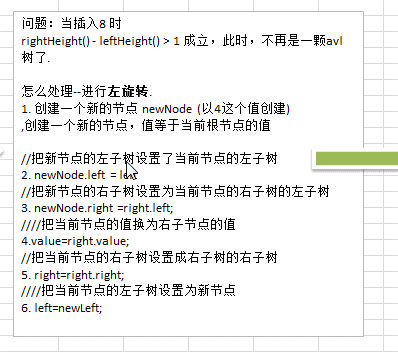 问题：当插入8 时
rightHeight() - leftHeight() > 1 成立，此时，不再是一颗avl
树了.
怎么处理--进行左旋转.
1. 创建一个新的节点 newNode (以4这个值创建)
,创建一个新的节点，值等于当前根节点的值
//把新节点的左子树设置了当前节点的左子树
2. newNode.left = left
//把新节点的右子树设置为当前节点的右子树的左子树
3. newNode.right =right.left;
////把当前节点的值换为右子节点的值
4.value=right.value;
//把当前节点的右子树设置成右子树的右子树
5. right=right.right;
////把当前节点的左子树设置为新节点
6. left=newLeft;